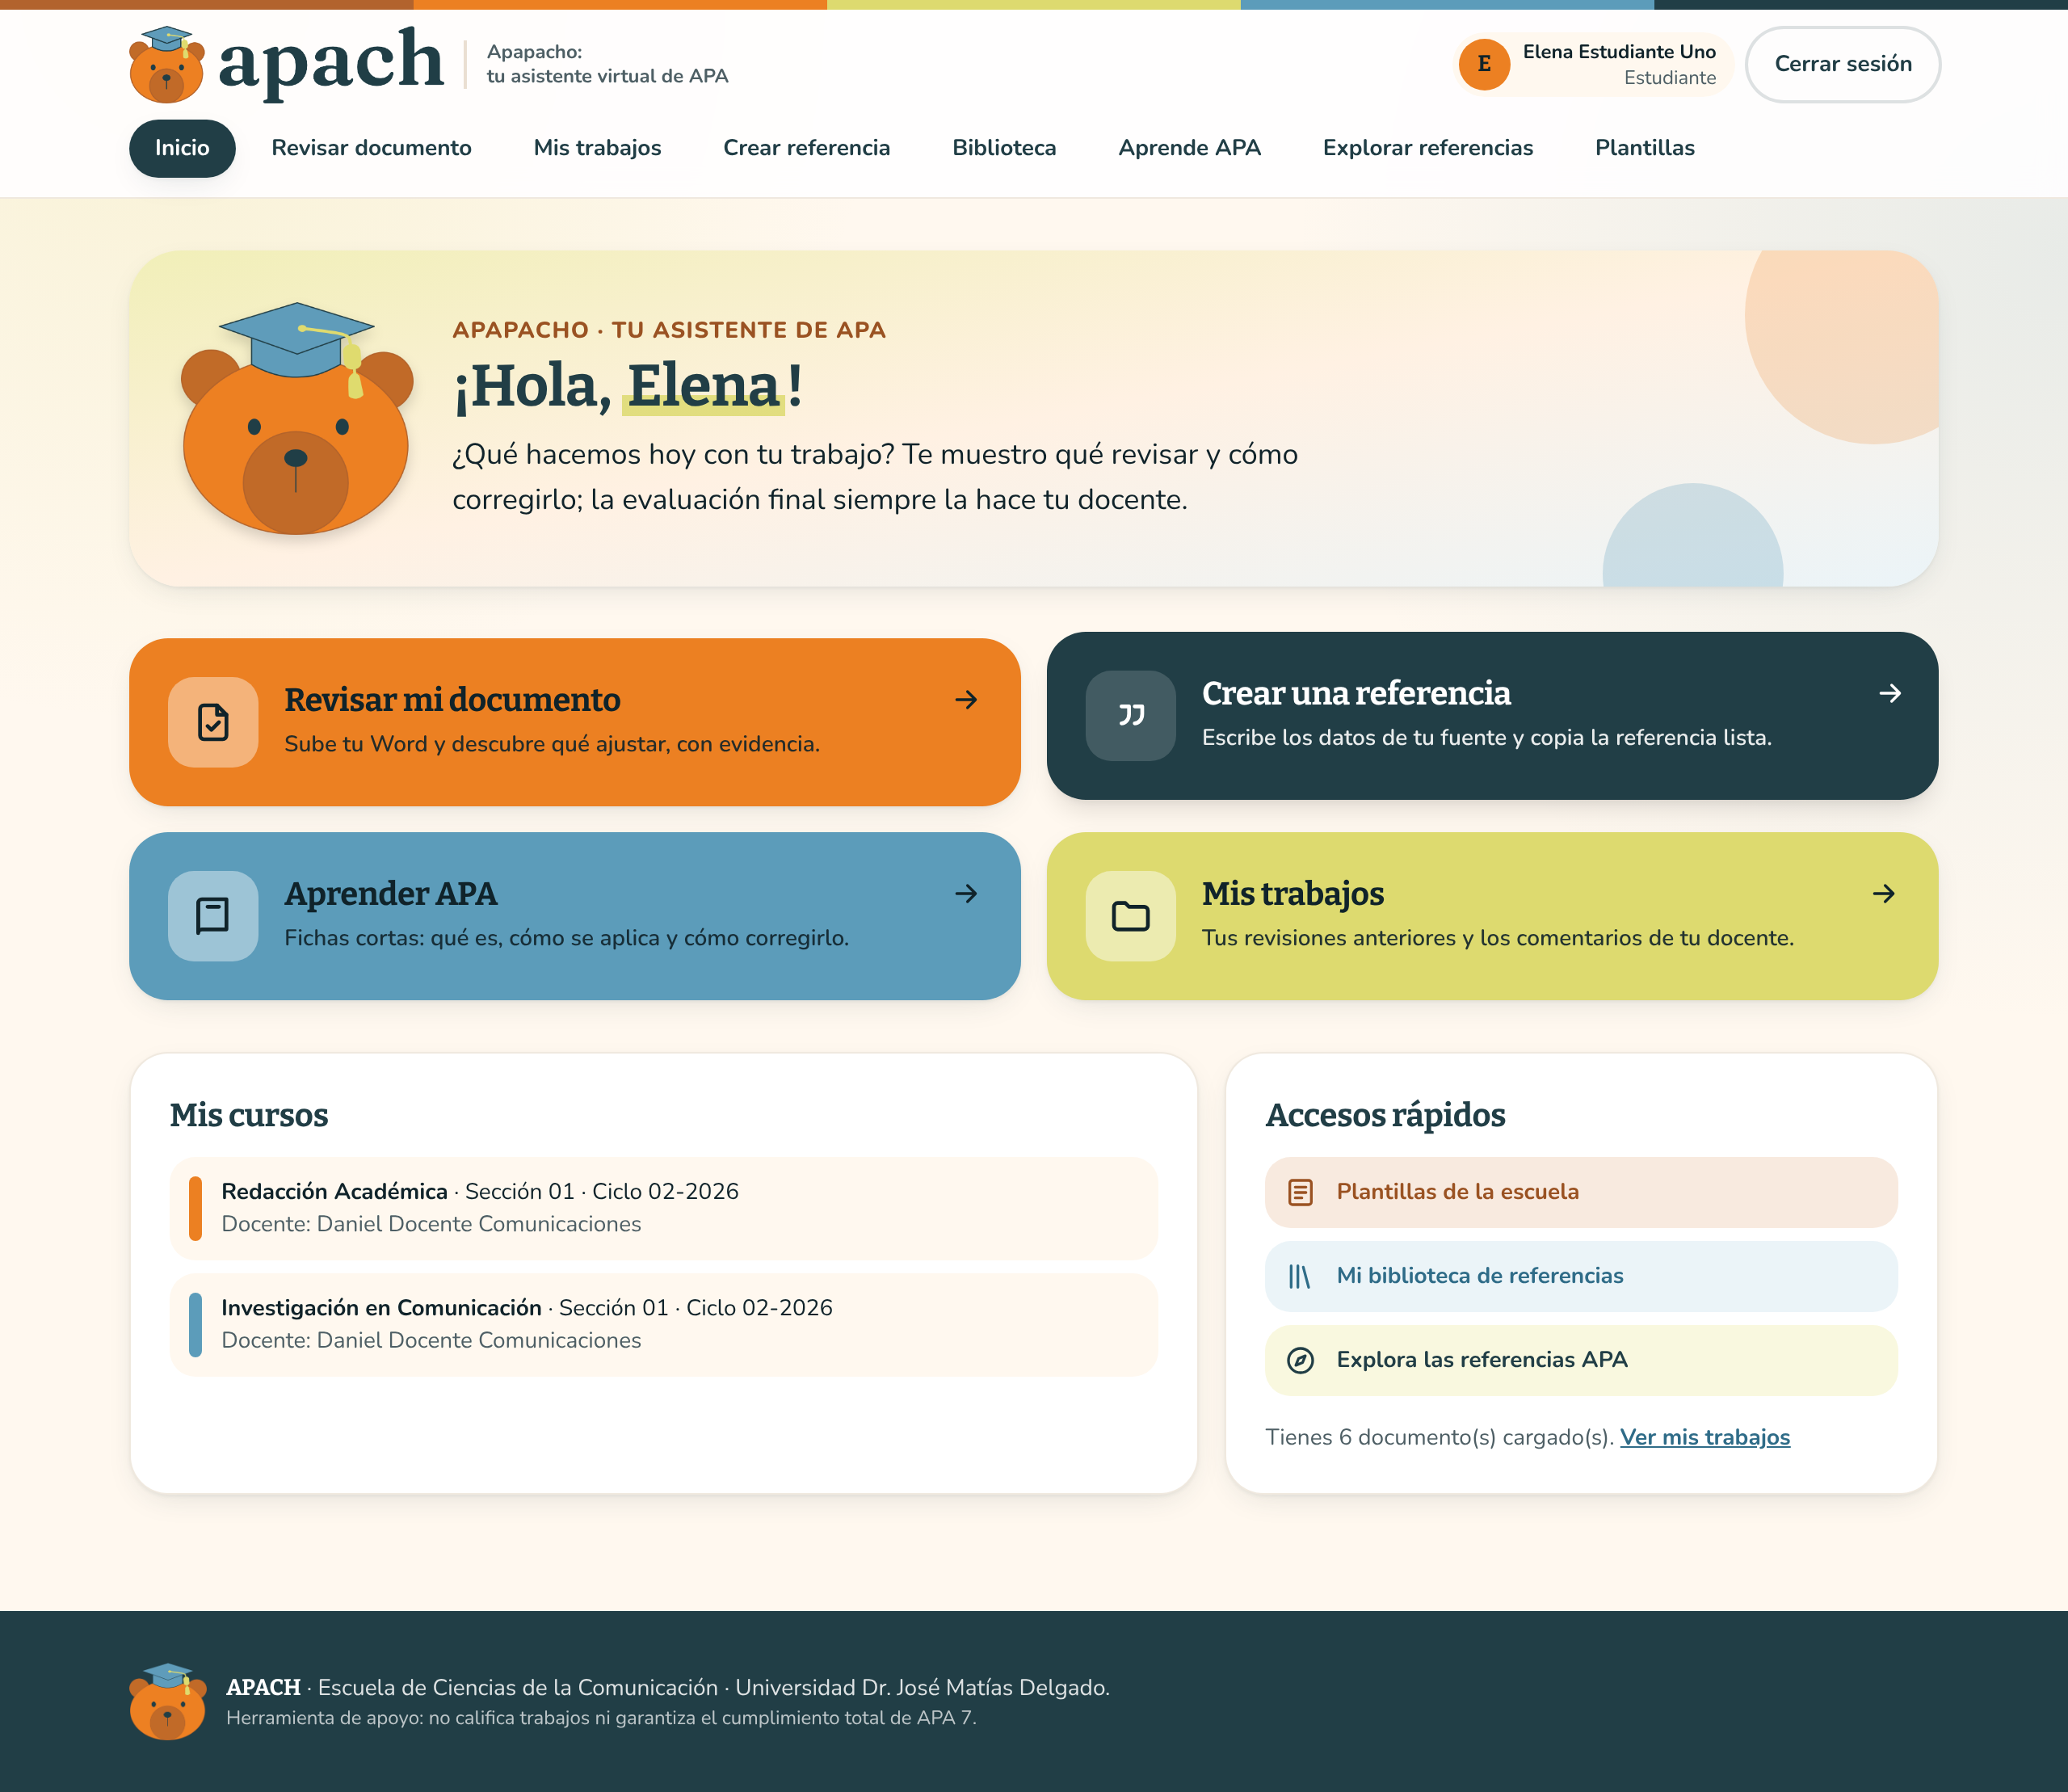 apach
Apapacho:
tu asistente virtual de APA
E
Elena Estudiante Uno
Estudiante
Cerrar sesión
Inicio
Revisar documento
Mis trabajos
Crear referencia
Biblioteca
Aprende APA
Explorar referencias
Plantillas
APAPACHO · TU ASISTENTE DE APA
¡Hola, Elena!
¿Qué hacemos hoy con tu trabajo? Te muestro qué revisar y cómo
corregirlo; la evaluación final siempre la hace tu docente.
Revisar mi documento
Sube tu Word y descubre qué ajustar, con evidencia.
Crear una referencia
Escribe los datos de tu fuente y copia la referencia lista.
Aprender APA
Fichas cortas: qué es, cómo se aplica y cómo corregirlo.
Mis trabajos
Tus revisiones anteriores y los comentarios de tu docente.
Mis cursos
Redacción Académica · Sección 01 · Ciclo 02-2026
Docente: Daniel Docente Comunicaciones
Investigación en Comunicación · Sección 01 · Ciclo 02-2026
Docente: Daniel Docente Comunicaciones
Accesos rápidos
Plantillas de la escuela
Mi biblioteca de referencias
Explora las referencias APA
Tienes 6 documento(s) cargado(s). Ver mis trabajos
APACH · Escuela de Ciencias de la Comunicación · Universidad Dr. José Matías Delgado.
Herramienta de apoyo: no califica trabajos ni garantiza el cumplimiento total de APA 7.